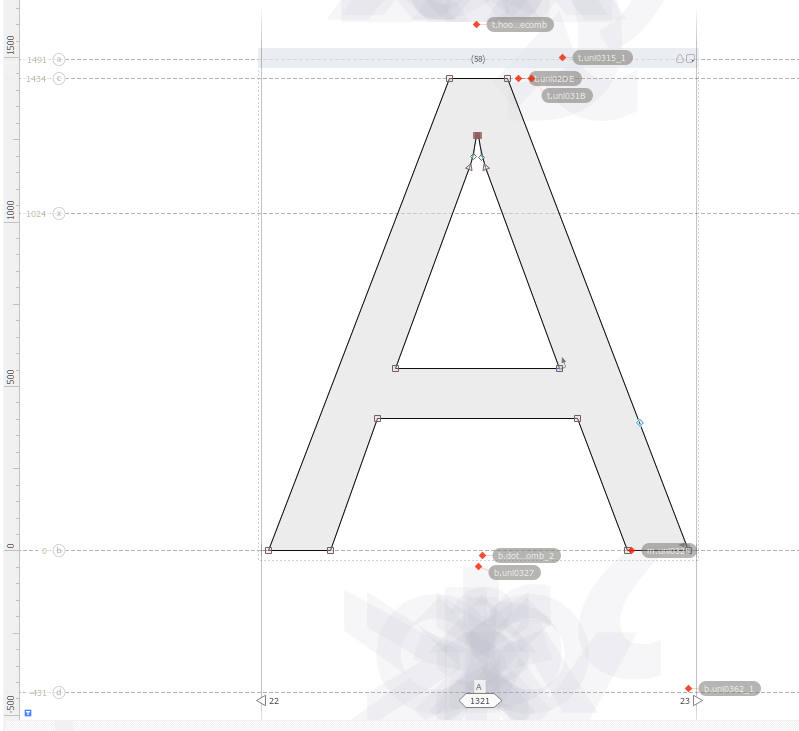 t.hoo...ecomb
1500
1491 a
(58)
t.uni0315_1
1434 c
t.uni02DE
t.uni031B
1000
1024 x
500
0
0 b
b.dot...omb_2
b.uni0327
-431 d
b.uni0362_1
-500
22
A
1321
23
T